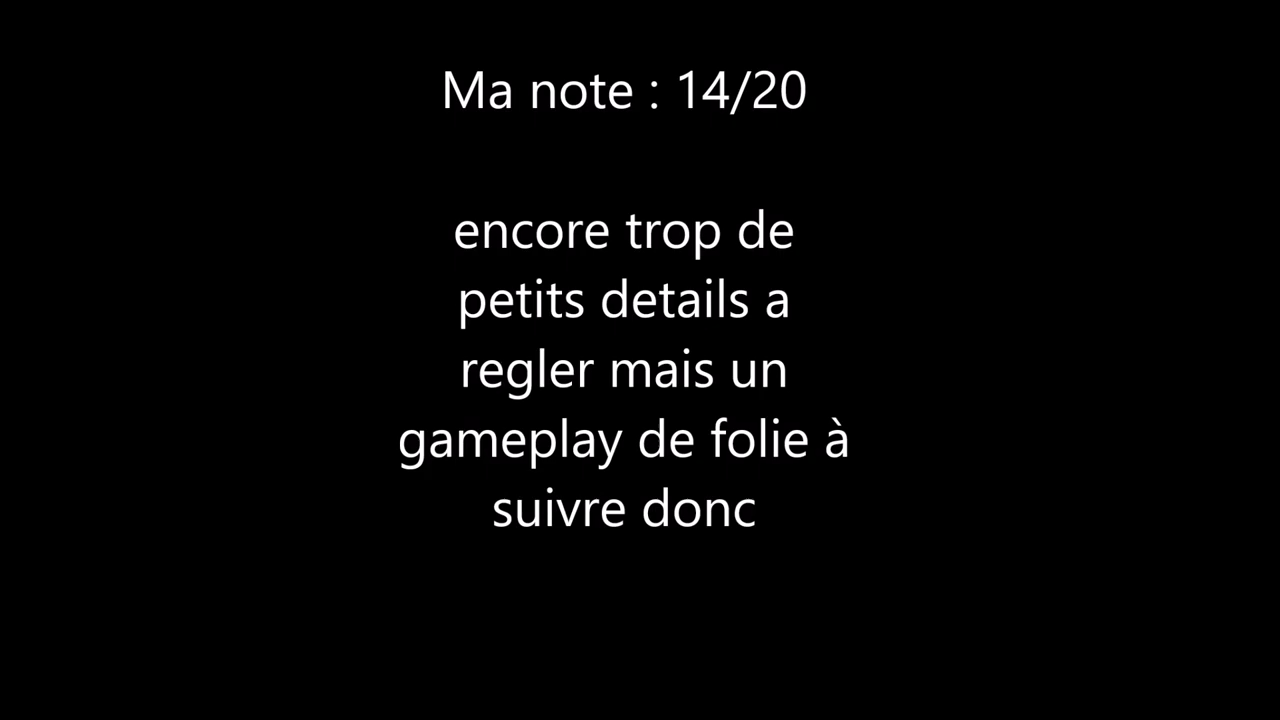 Ma note : 14/20
encore trop de
petits details a
regler mais un
gameplay de folie à
suivre donc